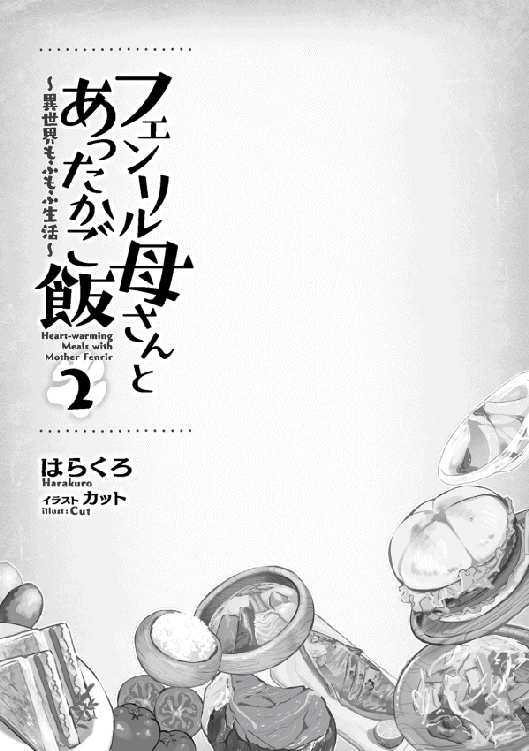 フェンリル母さんと
あったかご飯
～異世界もふもふ生活～
Heart-warming
Meals with
Mother Fenrir
2
はらくろ
Harakuro
イラスト カット
illust:Cut